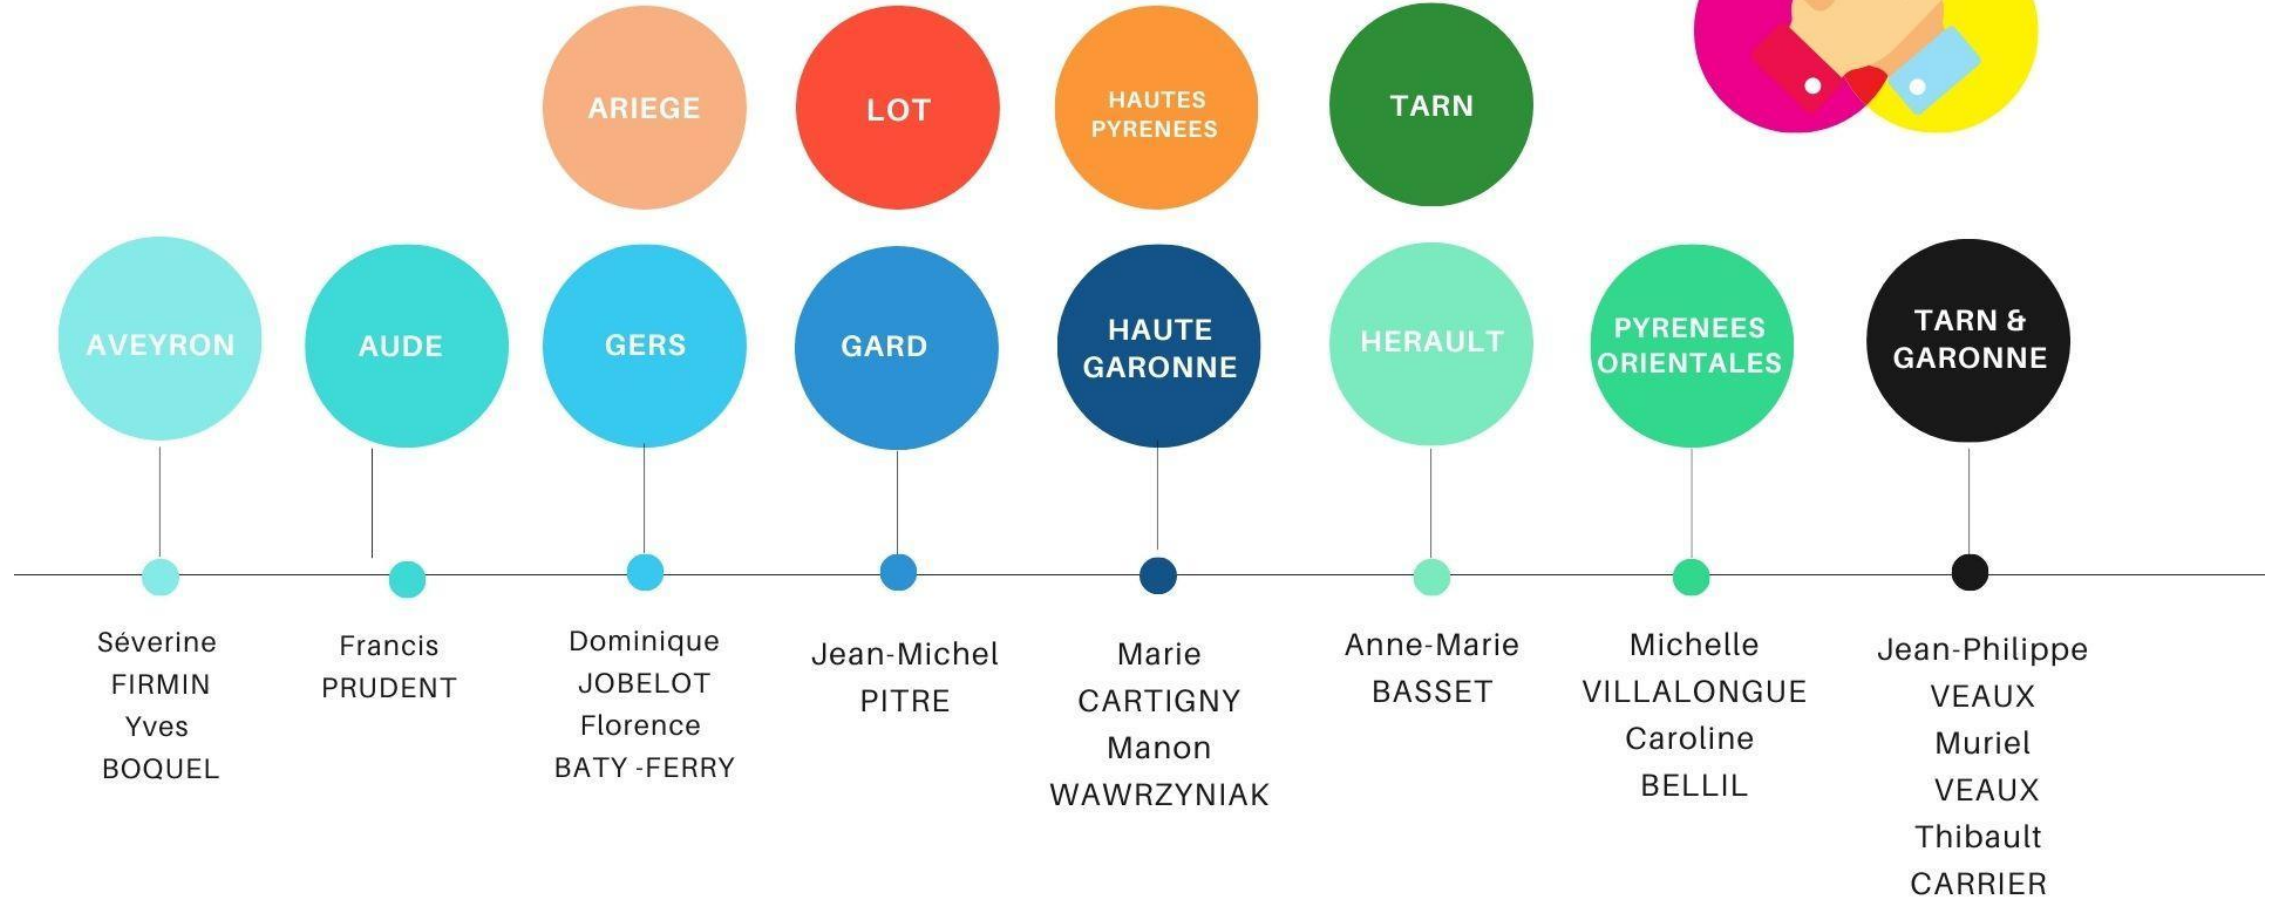 ARIEGE
LOT
HAUTES
PYRENEES
TARN
AVEYRON
AUDE
GERS
GARD
HAUTE
GARONNE
HERAULT
PYRENEES
ORIENTALES
TARN &
GARONNE
Séverine
FIRMIN
Yves
BOQUEL
Francis
PRUDENT
Dominique
JOBELOT
Florence
BATY -FERRY
Jean-Michel
PITRE
Marie
CARTIGNY
Manon
WAWRZYNIAK
Anne-Marie
BASSET
Michelle
VILLALONGUE
Caroline
BELLIL
Jean-Philippe
VEAUX
Muriel
VEAUX
Thibault
CARRIER